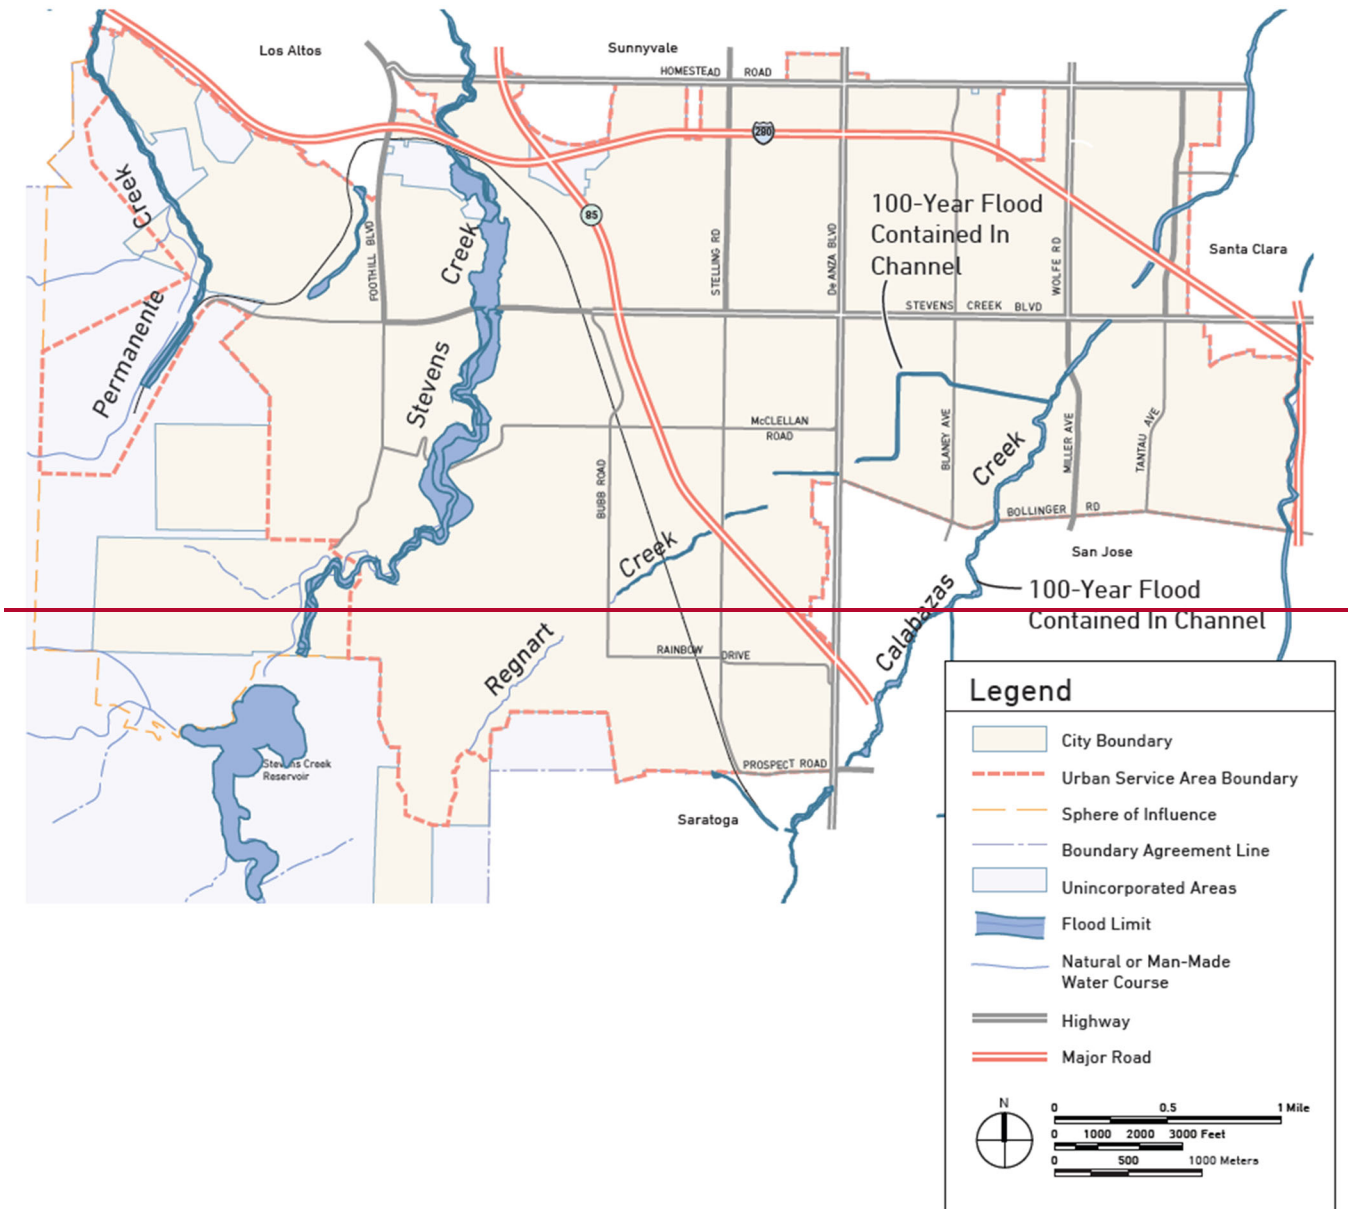 Los Altos
Sunnyvale
HOMESTEAD ROAD
280
85
Creek
Permanente
FOOTHILL BLVD
Creek
Stevens
STELLING RD
De ANZA BLVD
100-Year Flood
Contained In
Channel
WOLFE RD
Santa Clara
STEVENS CREEK BLVD
McCLELLAN
ROAD
BLANEY AVE
Creek
MILLER AVE
TANTAU AVE
BUBB ROAD
BOLLINGER RD
Creek
San Jose
Calabazas
100-Year Flood
Contained In Channel
Regnart
RAINBOW DRIVE
Stevens Creek
Reservoir
PROSPECT ROAD
Saratoga
Legend
City Boundary
Urban Service Area Boundary
Sphere of Influence
Boundary Agreement Line
Unincorporated Areas
Flood Limit
Natural or Man-Made
Water Course
Highway
Major Road
N
0 0.5 1 Mile
0 1000 2000 3000 Feet
0 500 1000 Meters